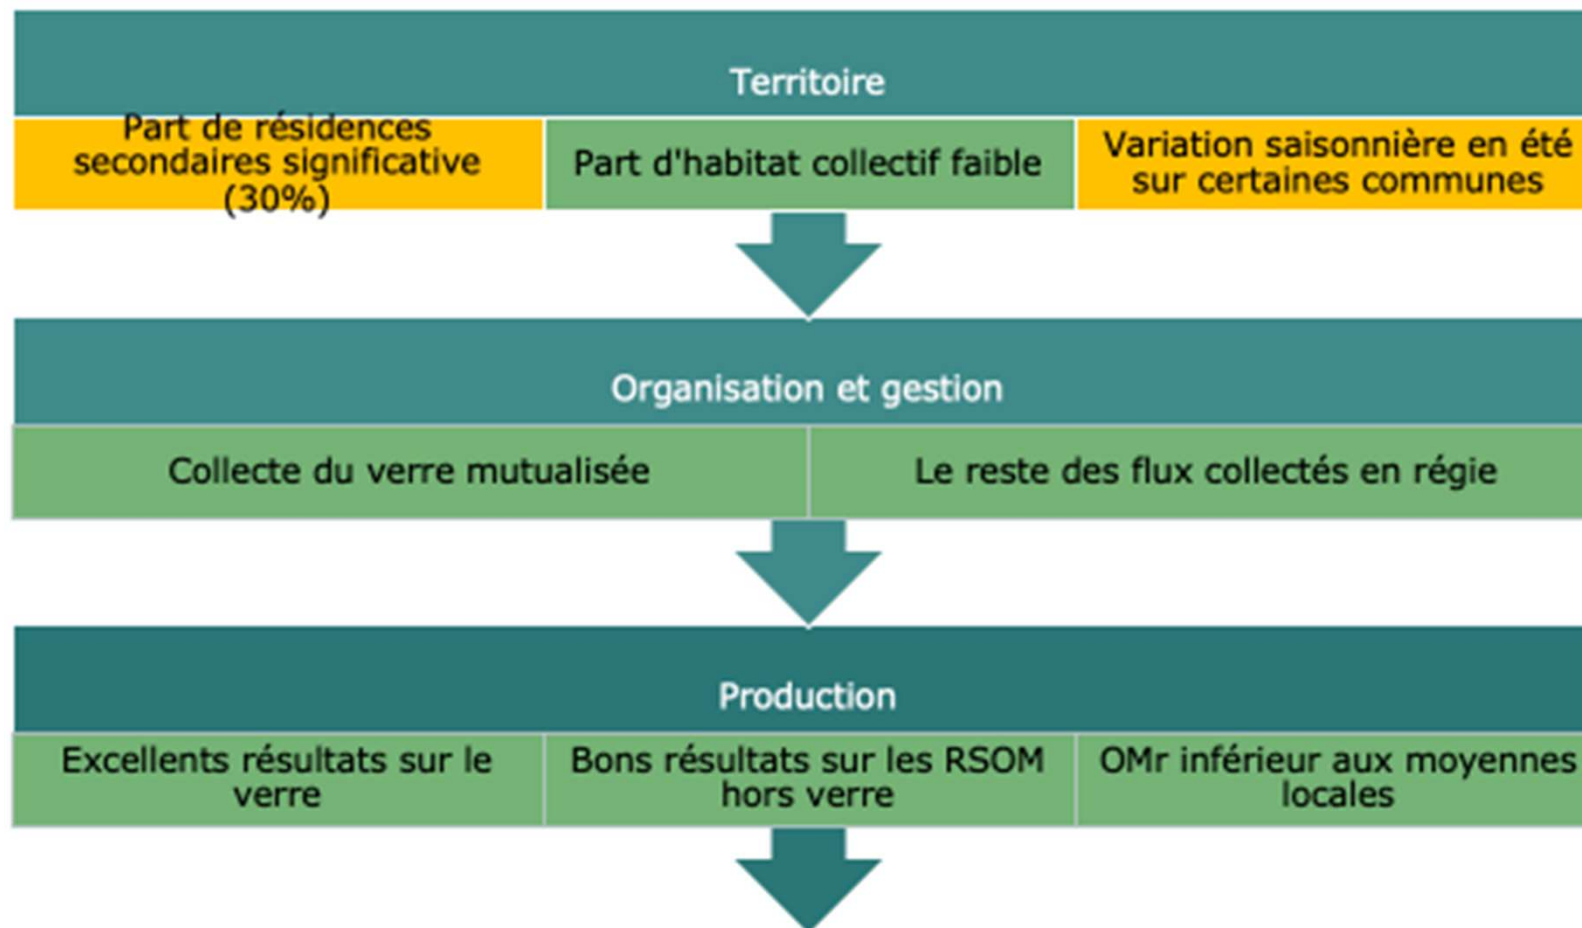 Territoire
Part de résidences
secondaires significative
(30%)
Part d'habitat collectif faible
Variation saisonnière en été
sur certaines communes
Organisation et gestion
Collecte du verre mutualisée
Le reste des flux collectés en régie
Production
Excellents résultats sur le
verre
Bons résultats sur les RSOM
hors verre
OMr inférieur aux moyennes
locales